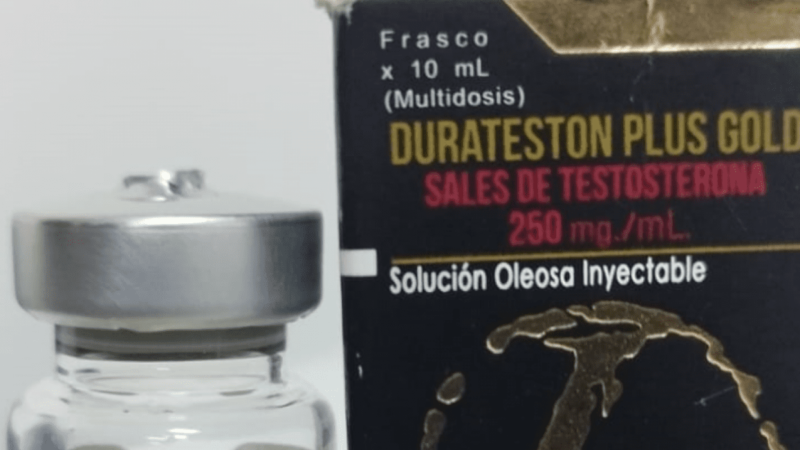 Frasco
x 10 mL
(Multidosis)
DURATESTON PLUS GOLD
SALES DE TESTOSTERONA
250 mg./mL.
Solución Oleosa Inyectable